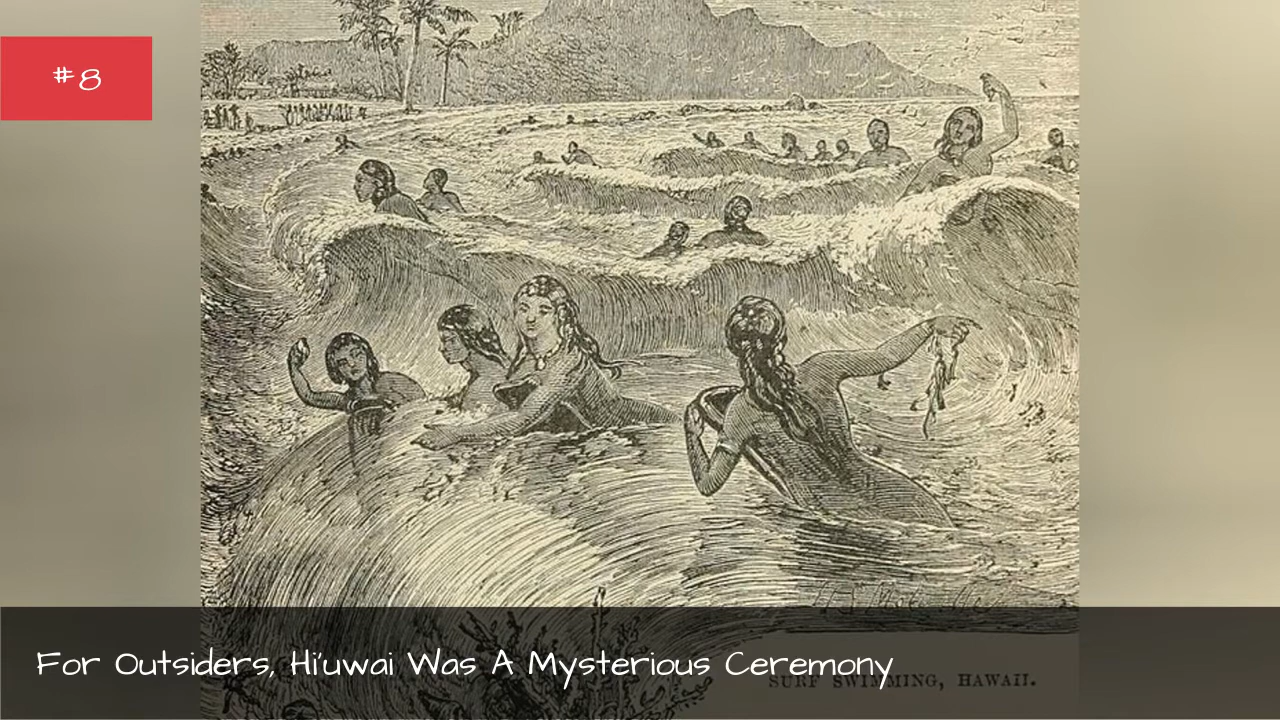 #8
For Outsiders, Hi'uwai Was A Mysterious Ceremony
SURF SWIMMING, HAWAII.